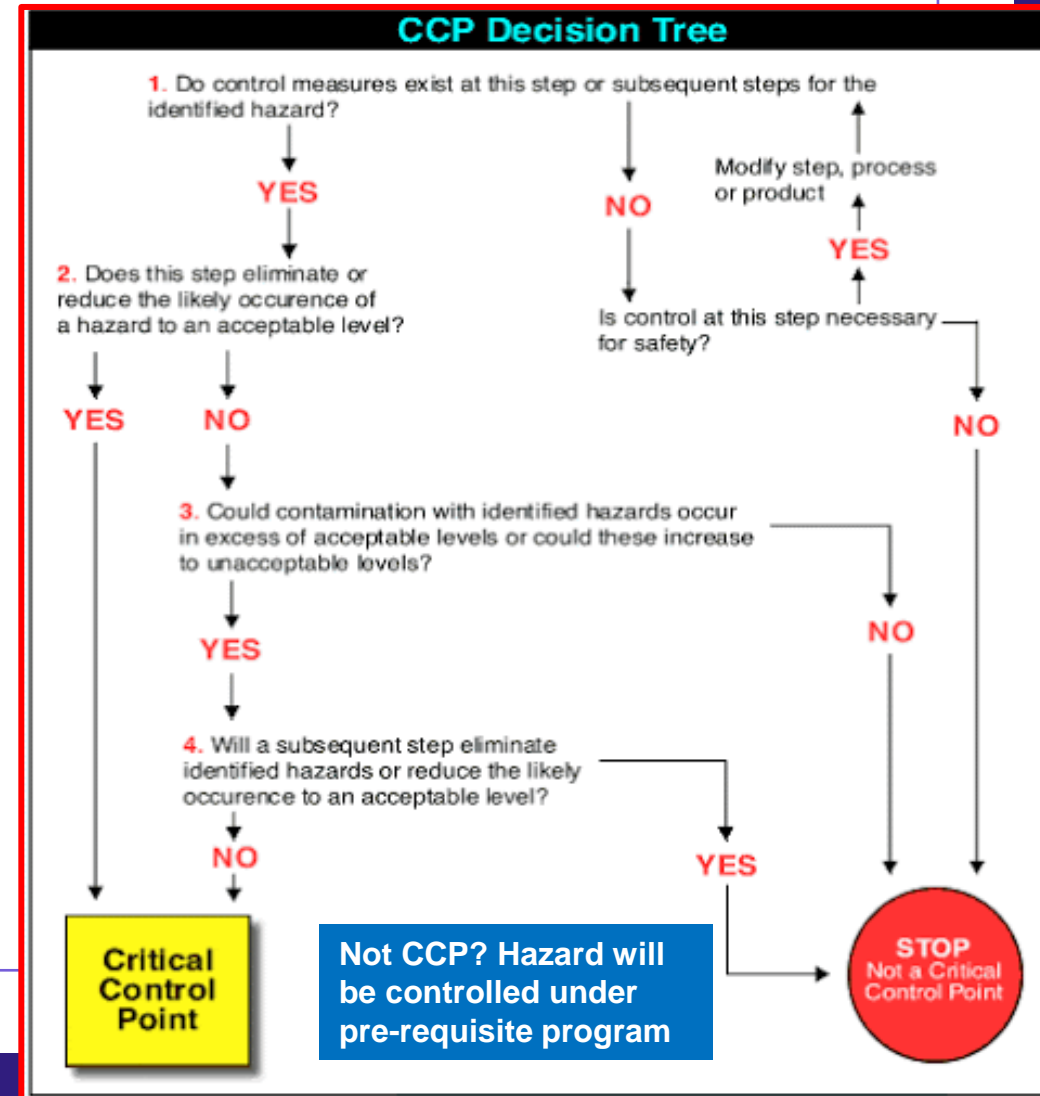 CCP Decision Tree
1. Do control measures exist at this step or subsequent steps for the
identified hazard?
YES
NO
Modify step, process
or product
YES
2. Does this step eliminate or
reduce the likely occurence of
a hazard to an acceptable level?
Is control at this step necessary
for safety?
YES
NO
NO
3. Could contamination with identified hazards occur
in excess of acceptable levels or could these increase
to unacceptable levels?
YES
NO
4. Will a subsequent step eliminate
identified hazards or reduce the likely
occurence to an acceptable level?
NO
YES
Critical
Control
Point
Not CCP? Hazard will
be controlled under
pre-requisite program
STOP
Not a Critical
Control Point